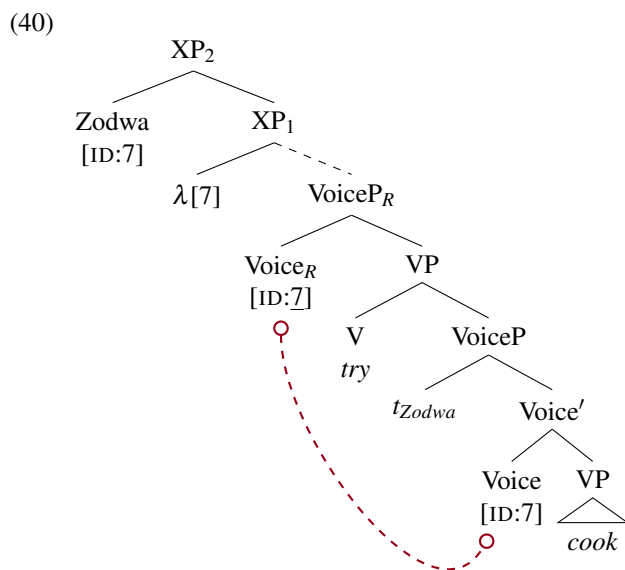 (40)
XP₂
Zodwa XP₁
[ID:7]
λ[7] VoiceP_R
Voice_R VP
[ID:7]
V VoiceP
try
t_Zodwa Voice′
Voice VP
[ID:7]
cook